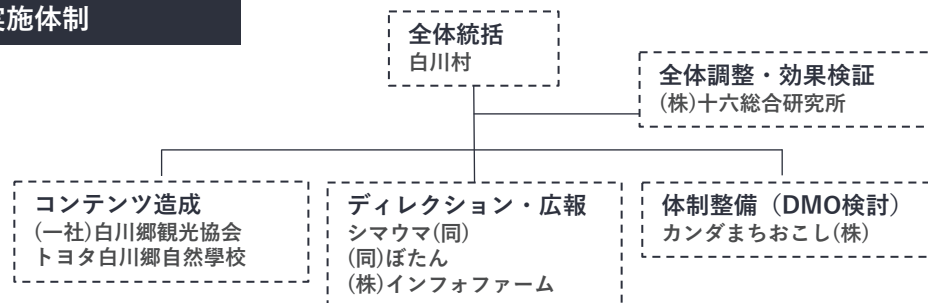 施体制
全体統括
白川村
全体調整・効果検証
(株)十六総合研究所
コンテンツ造成
(一社)白川郷観光協会
トヨタ白川郷自然學校
ディレクション・広報
シマウマ(同)
(同)ぼたん
(株)インフォファーム
体制整備（DMO検討）
カンダまちおこし(株)